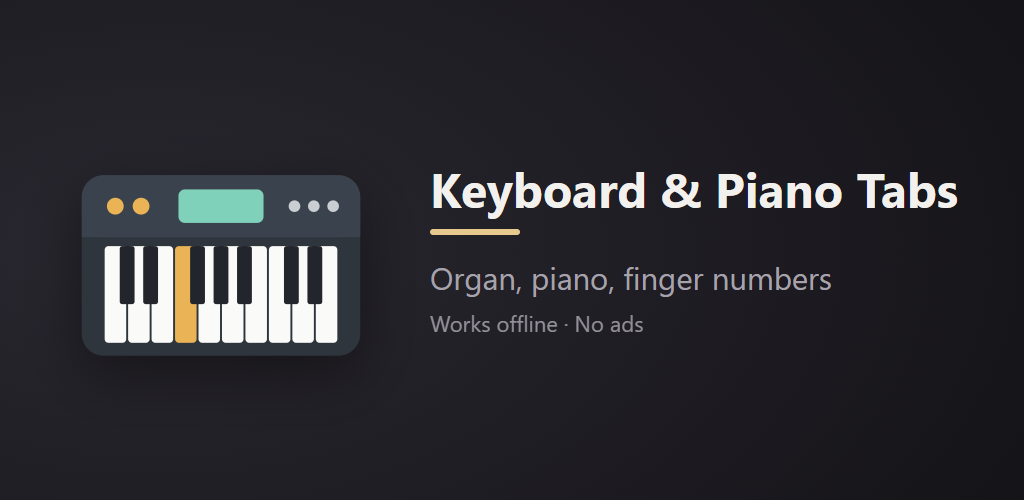 Keyboard & Piano Tabs
Organ, piano, finger numbers
Works offline · No ads